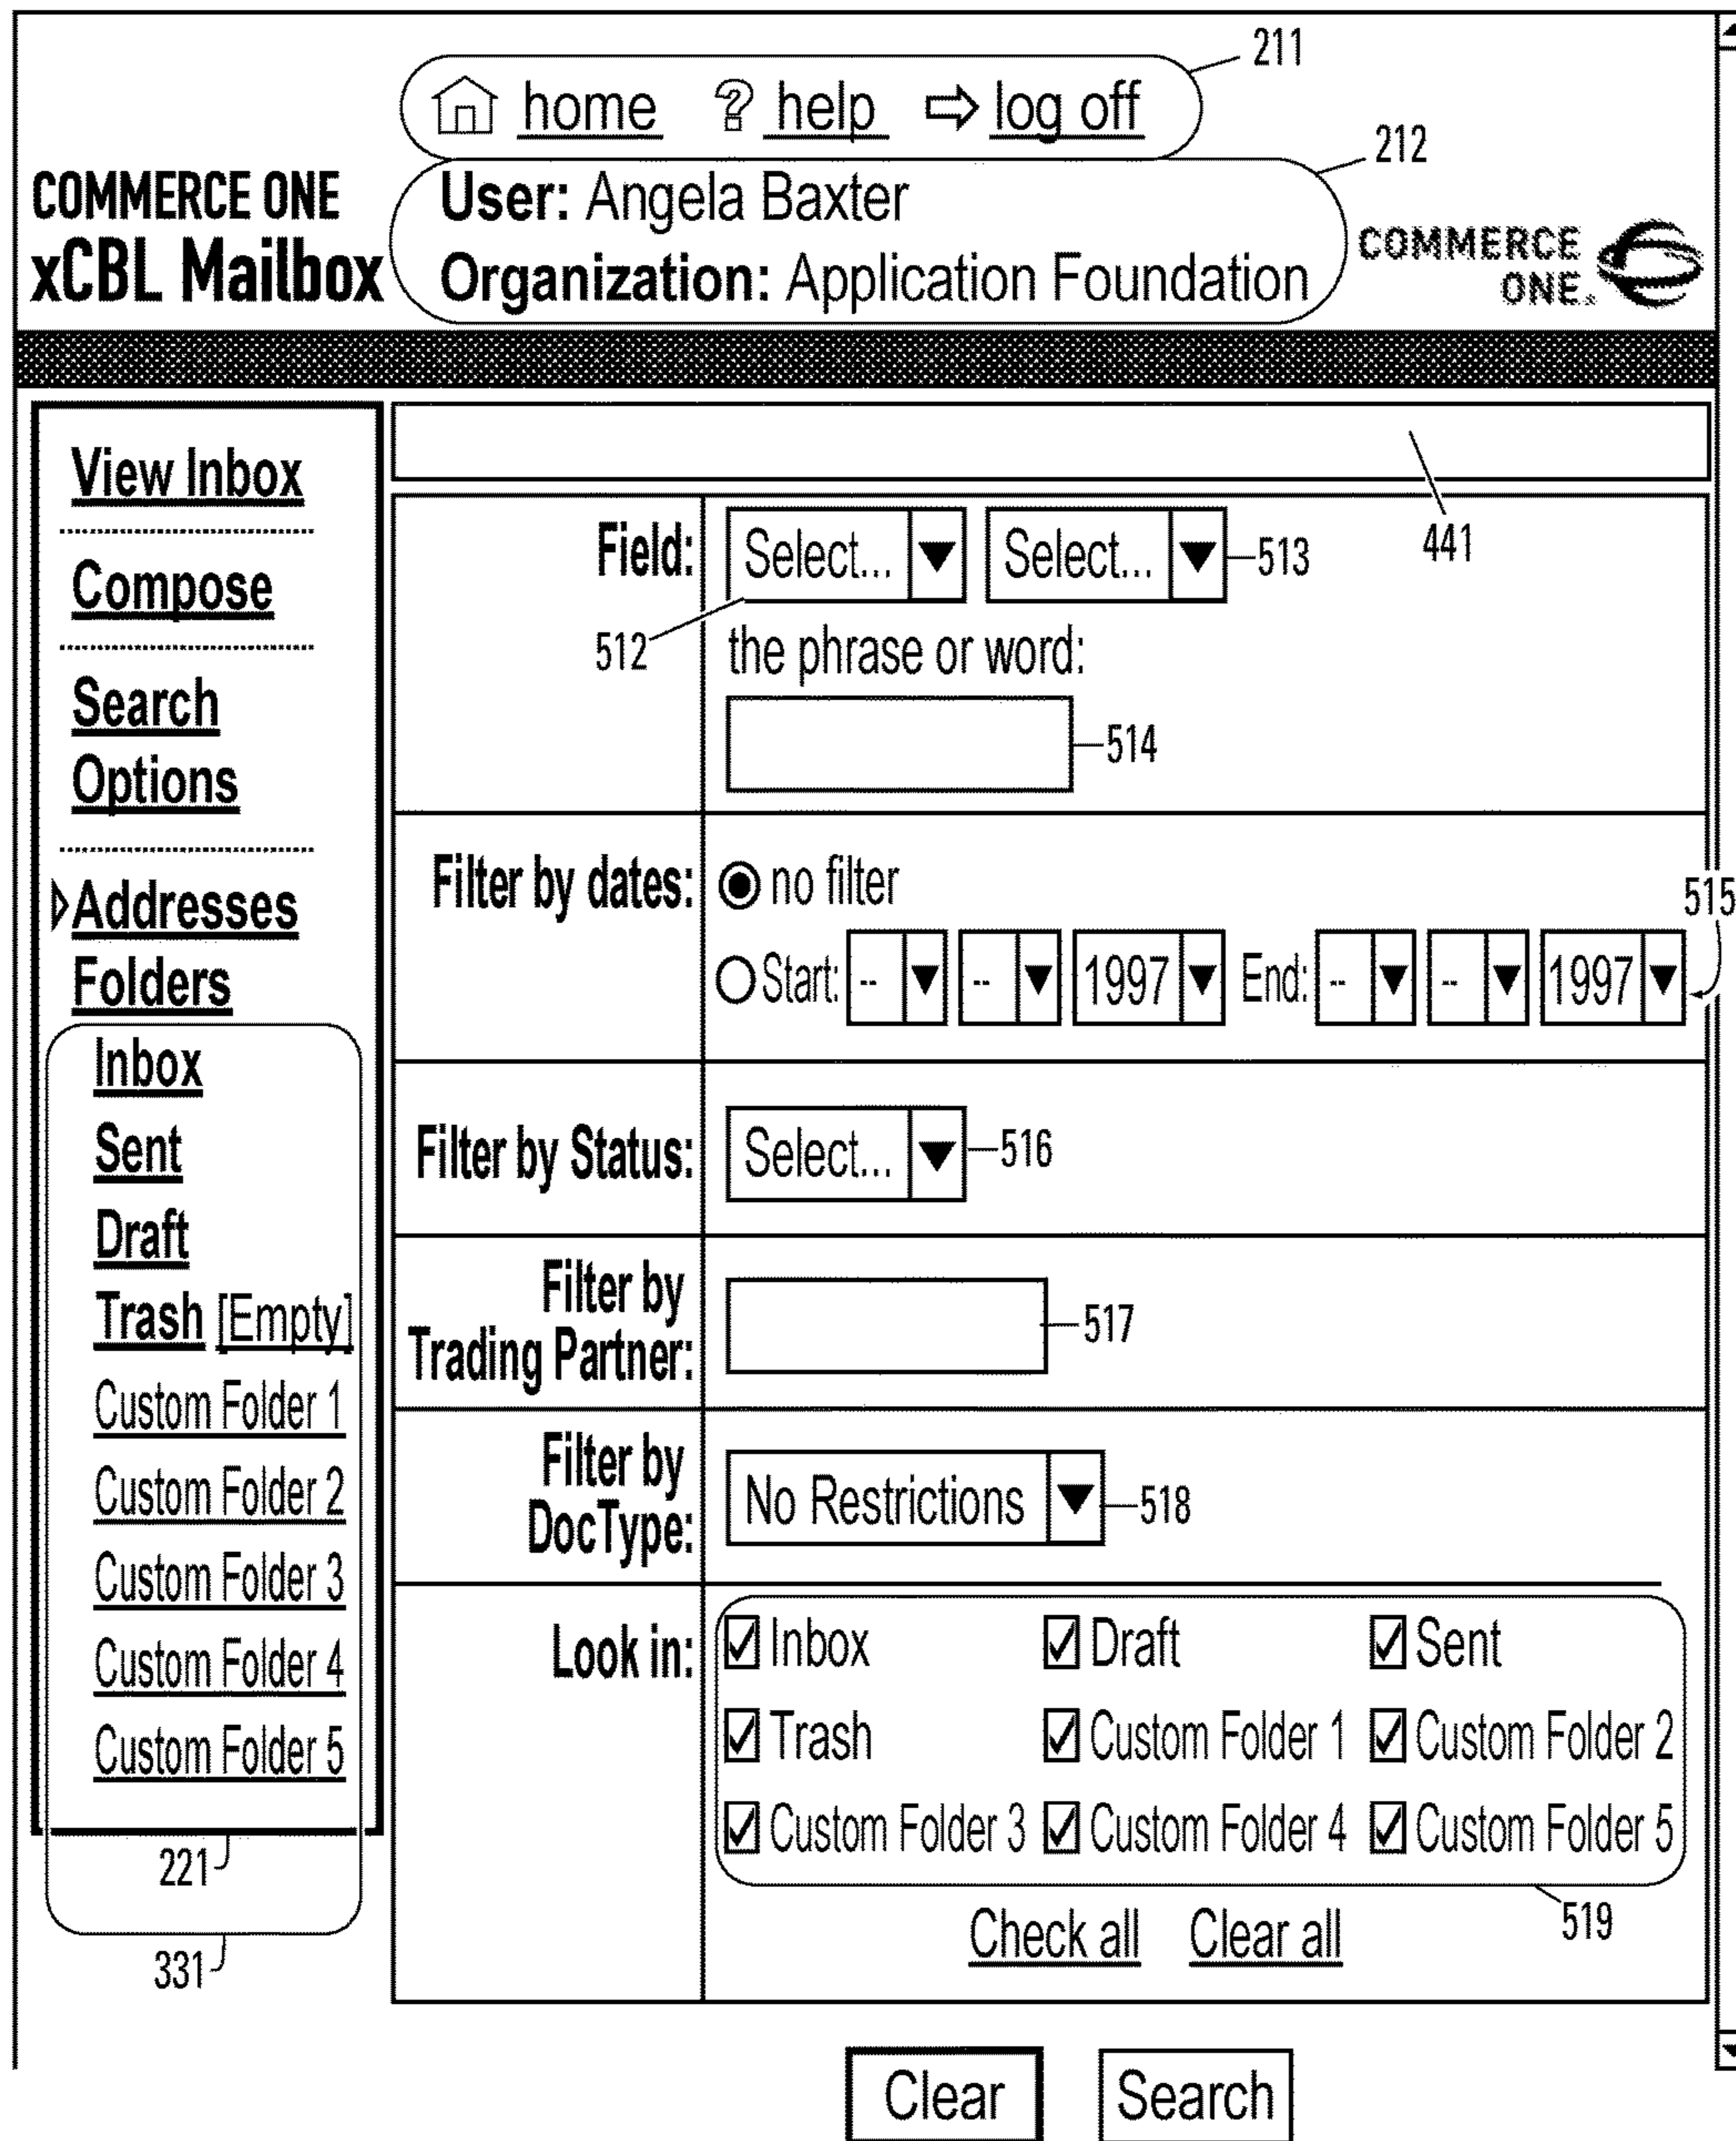 211
home ? help log off
212
COMMERCE ONE
xCBL Mailbox
User: Angela Baxter
Organization: Application Foundation
COMMERCE
ONE
View Inbox
Compose
Search
Options
Addresses
Folders
Inbox
Sent
Draft
Trash [Empty]
Custom Folder 1
Custom Folder 2
Custom Folder 3
Custom Folder 4
Custom Folder 5
221
331
441
Field: Select... Select... 513
512 the phrase or word:
514
Filter by dates: no filter
515
Start: -- -- 1997 End: -- -- 1997
Filter by Status: Select... 516
Filter by
Trading Partner: 517
Filter by
DocType: No Restrictions 518
Look in: Inbox Draft Sent
Trash Custom Folder 1 Custom Folder 2
Custom Folder 3 Custom Folder 4 Custom Folder 5
519
Check all Clear all
Clear Search